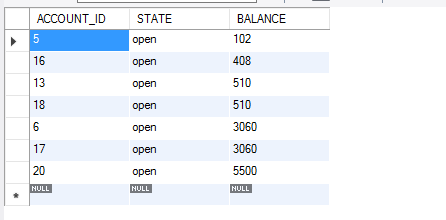 ACCOUNT_ID STATE BALANCE
5 open 102
16 open 408
13 open 510
18 open 510
6 open 3060
17 open 3060
20 open 5500
NULL NULL NULL